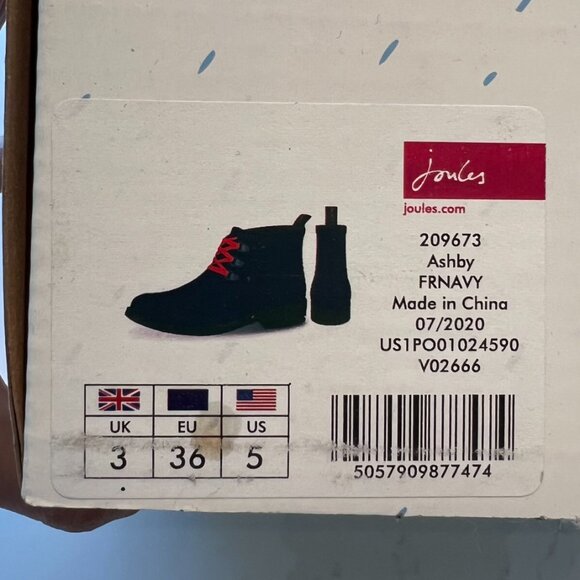 Joules
joules.com
209673
Ashby
FRNAVY
Made in China
07/2020
US1PO01024590
V02666
UK EU US
3 36 5
5057909877474